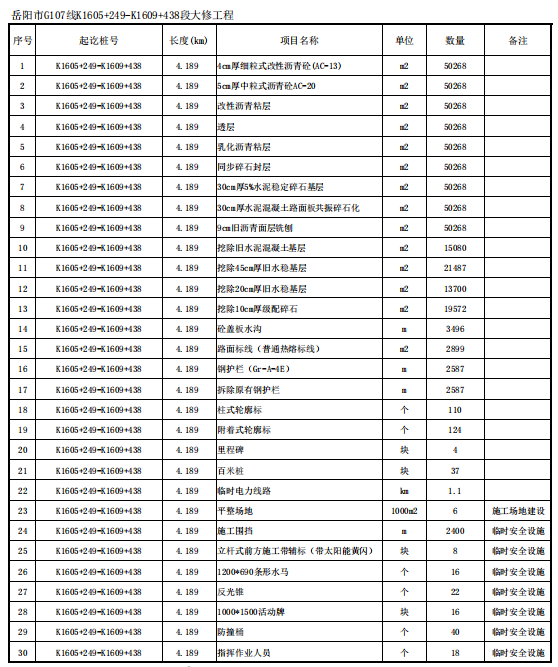 岳阳市G107线K1605+249-K1609+438段大修工程
序号 起讫桩号 长度(km) 项目名称 单位 数量 备注
1 K1605+249-K1609+438 4.189 4cm厚细粒式改性沥青砼(AC-13) m2 50268
2 K1605+249-K1609+438 4.189 5cm厚中粒式沥青砼AC-20 m2 50268
3 K1605+249-K1609+438 4.189 改性沥青粘层 m2 50268
4 K1605+249-K1609+438 4.189 透层 m2 50268
5 K1605+249-K1609+438 4.189 乳化沥青粘层 m2 50268
6 K1605+249-K1609+438 4.189 同步碎石封层 m2 50268
7 K1605+249-K1609+438 4.189 30cm厚5%水泥稳定碎石基层 m2 50268
8 K1605+249-K1609+438 4.189 30cm厚水泥混凝土路面板共振碎石化 m2 50268
9 K1605+249-K1609+438 4.189 9cm旧沥青面层铣刨 m2 50268
10 K1605+249-K1609+438 4.189 挖除旧水泥混凝土基层 m2 15080
11 K1605+249-K1609+438 4.189 挖除45cm厚旧水稳基层 m2 21487
12 K1605+249-K1609+438 4.189 挖除20cm厚旧水稳基层 m2 13700
13 K1605+249-K1609+438 4.189 挖除10cm厚级配碎石 m2 19572
14 K1605+249-K1609+438 4.189 砼盖板水沟 m 3496
15 K1605+249-K1609+438 4.189 路面标线（普通热熔标线） m2 2899
16 K1605+249-K1609+438 4.189 钢护栏（Gr-A-4E） m 2587
17 K1605+249-K1609+438 4.189 拆除原有钢护栏 m 2587
18 K1605+249-K1609+438 4.189 柱式轮廓标 个 110
19 K1605+249-K1609+438 4.189 附着式轮廓标 个 124
20 K1605+249-K1609+438 4.189 里程碑 块 4
21 K1605+249-K1609+438 4.189 百米桩 块 37
22 K1605+249-K1609+438 4.189 临时电力线路 km 1.1
23 K1605+249-K1609+438 4.189 平整场地 1000m2 6 施工场地建设
24 K1605+249-K1609+438 4.189 施工围挡 m 2400 临时安全设施
25 K1605+249-K1609+438 4.189 立杆式前方施工带辅标（带太阳能黄闪） 块 8 临时安全设施
26 K1605+249-K1609+438 4.189 1200*690条形水马 个 16 临时安全设施
27 K1605+249-K1609+438 4.189 反光锥 个 22 临时安全设施
28 K1605+249-K1609+438 4.189 1000*1500活动牌 块 16 临时安全设施
29 K1605+249-K1609+438 4.189 防撞桶 个 40 临时安全设施
30 K1605+249-K1609+438 4.189 指挥作业人员 个 18 临时安全设施